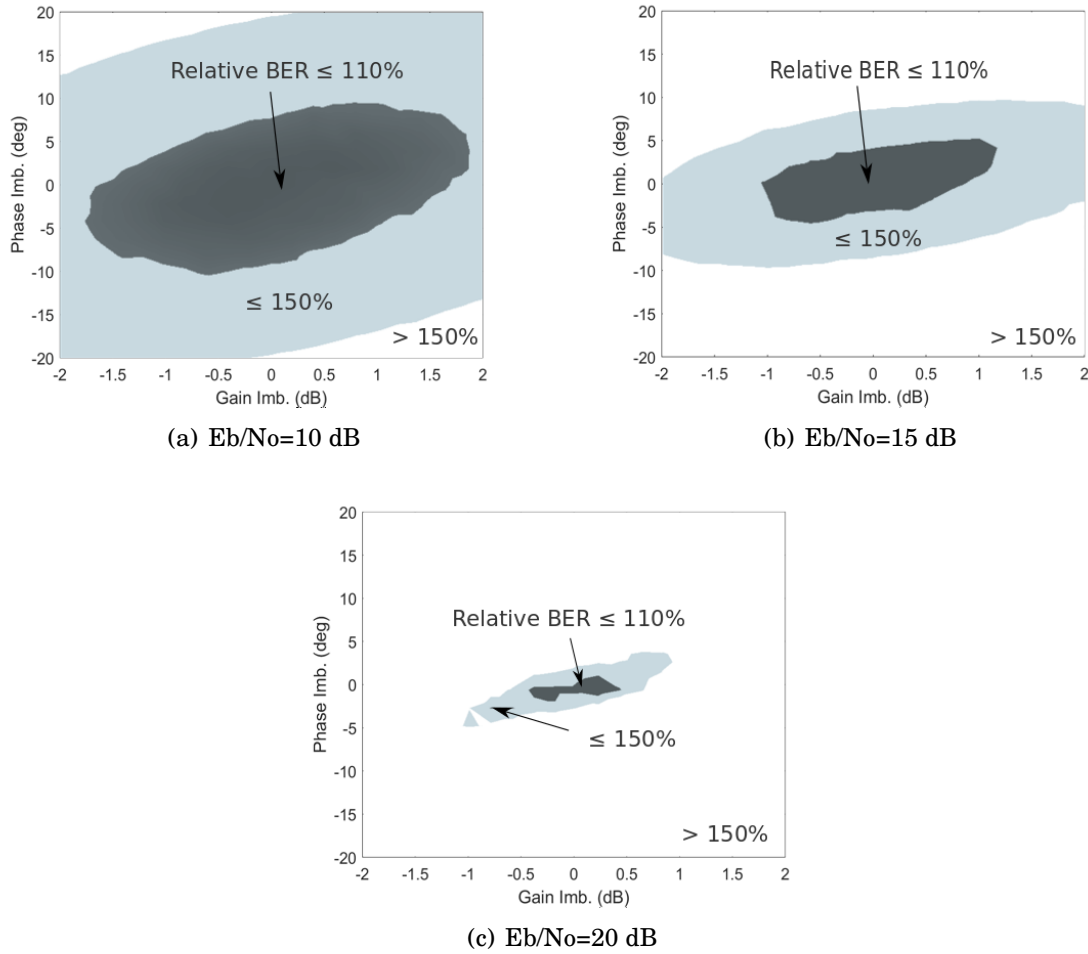 20
15
10
5
0
-5
-10
-15
-20
Phase Imb. (deg)
Relative BER ≤ 110%
≤ 150%
> 150%
-2 -1.5 -1 -0.5 0 0.5 1 1.5 2
Gain Imb. (dB)
(a) Eb/No=10 dB
20
15
10
5
0
-5
-10
-15
-20
Phase Imb. (deg)
Relative BER ≤ 110%
≤ 150%
> 150%
-2 -1.5 -1 -0.5 0 0.5 1 1.5 2
Gain Imb. (dB)
(b) Eb/No=15 dB
20
15
10
5
0
-5
-10
-15
-20
Phase Imb. (deg)
Relative BER ≤ 110%
≤ 150%
> 150%
-2 -1.5 -1 -0.5 0 0.5 1 1.5 2
Gain Imb. (dB)
(c) Eb/No=20 dB